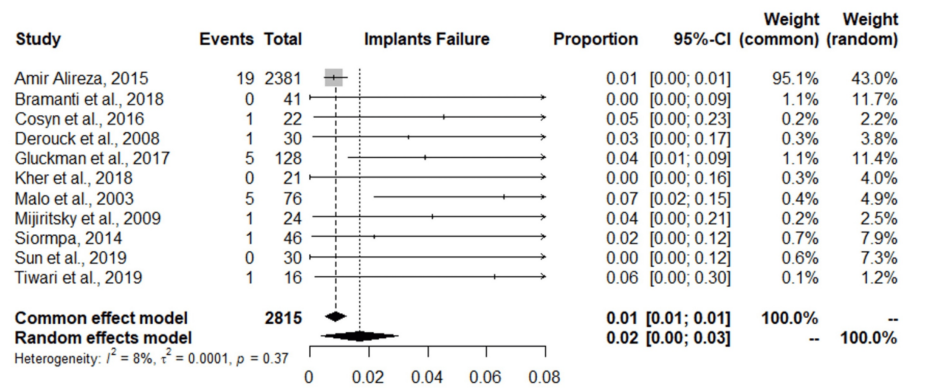 Weight Weight
Study Events Total Implants Failure Proportion 95%-CI (common) (random)
Amir Alireza, 2015 19 2381 0.01 [0.00; 0.01] 95.1% 43.0%
Bramanti et al., 2018 0 41 0.00 [0.00; 0.09] 1.1% 11.7%
Cosyn et al., 2016 1 22 0.05 [0.00; 0.23] 0.2% 2.2%
Derouck et al., 2008 1 30 0.03 [0.00; 0.17] 0.3% 3.8%
Gluckman et al., 2017 5 128 0.04 [0.01; 0.09] 1.1% 11.4%
Kher et al., 2018 0 21 0.00 [0.00; 0.16] 0.3% 4.0%
Malo et al., 2003 5 76 0.07 [0.02; 0.15] 0.4% 4.9%
Mijiritsky et al., 2009 1 24 0.04 [0.00; 0.21] 0.2% 2.5%
Siormpa, 2014 1 46 0.02 [0.00; 0.12] 0.7% 7.9%
Sun et al., 2019 0 30 0.00 [0.00; 0.12] 0.6% 7.3%
Tiwari et al., 2019 1 16 0.06 [0.00; 0.30] 0.1% 1.2%
Common effect model 2815 0.01 [0.01; 0.01] 100.0% --
Random effects model 0.02 [0.00; 0.03] -- 100.0%
Heterogeneity: I² = 8%, τ² = 0.0001, p = 0.37
0 0.02 0.04 0.06 0.08